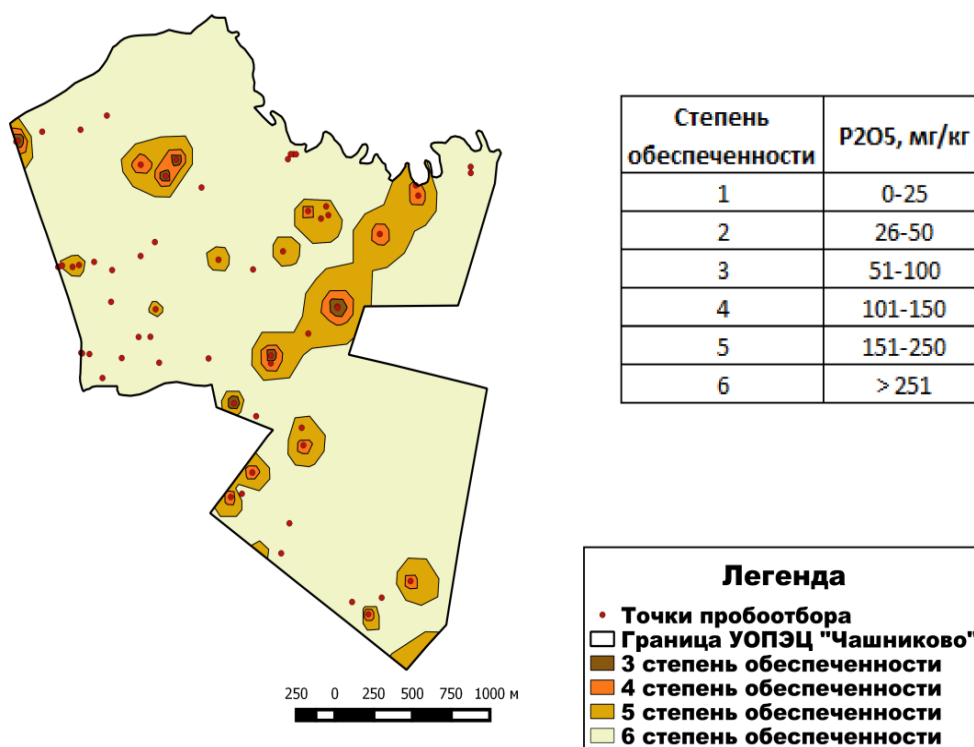 Степень обеспеченности P2O5, мг/кг
1 0-25
2 26-50
3 51-100
4 101-150
5 151-250
6 > 251
Легенда
Точки пробоотбора
Граница УОПЭЦ "Чашниково"
3 степень обеспеченности
4 степень обеспеченности
5 степень обеспеченности
6 степень обеспеченности
250 0 250 500 750 1000 м